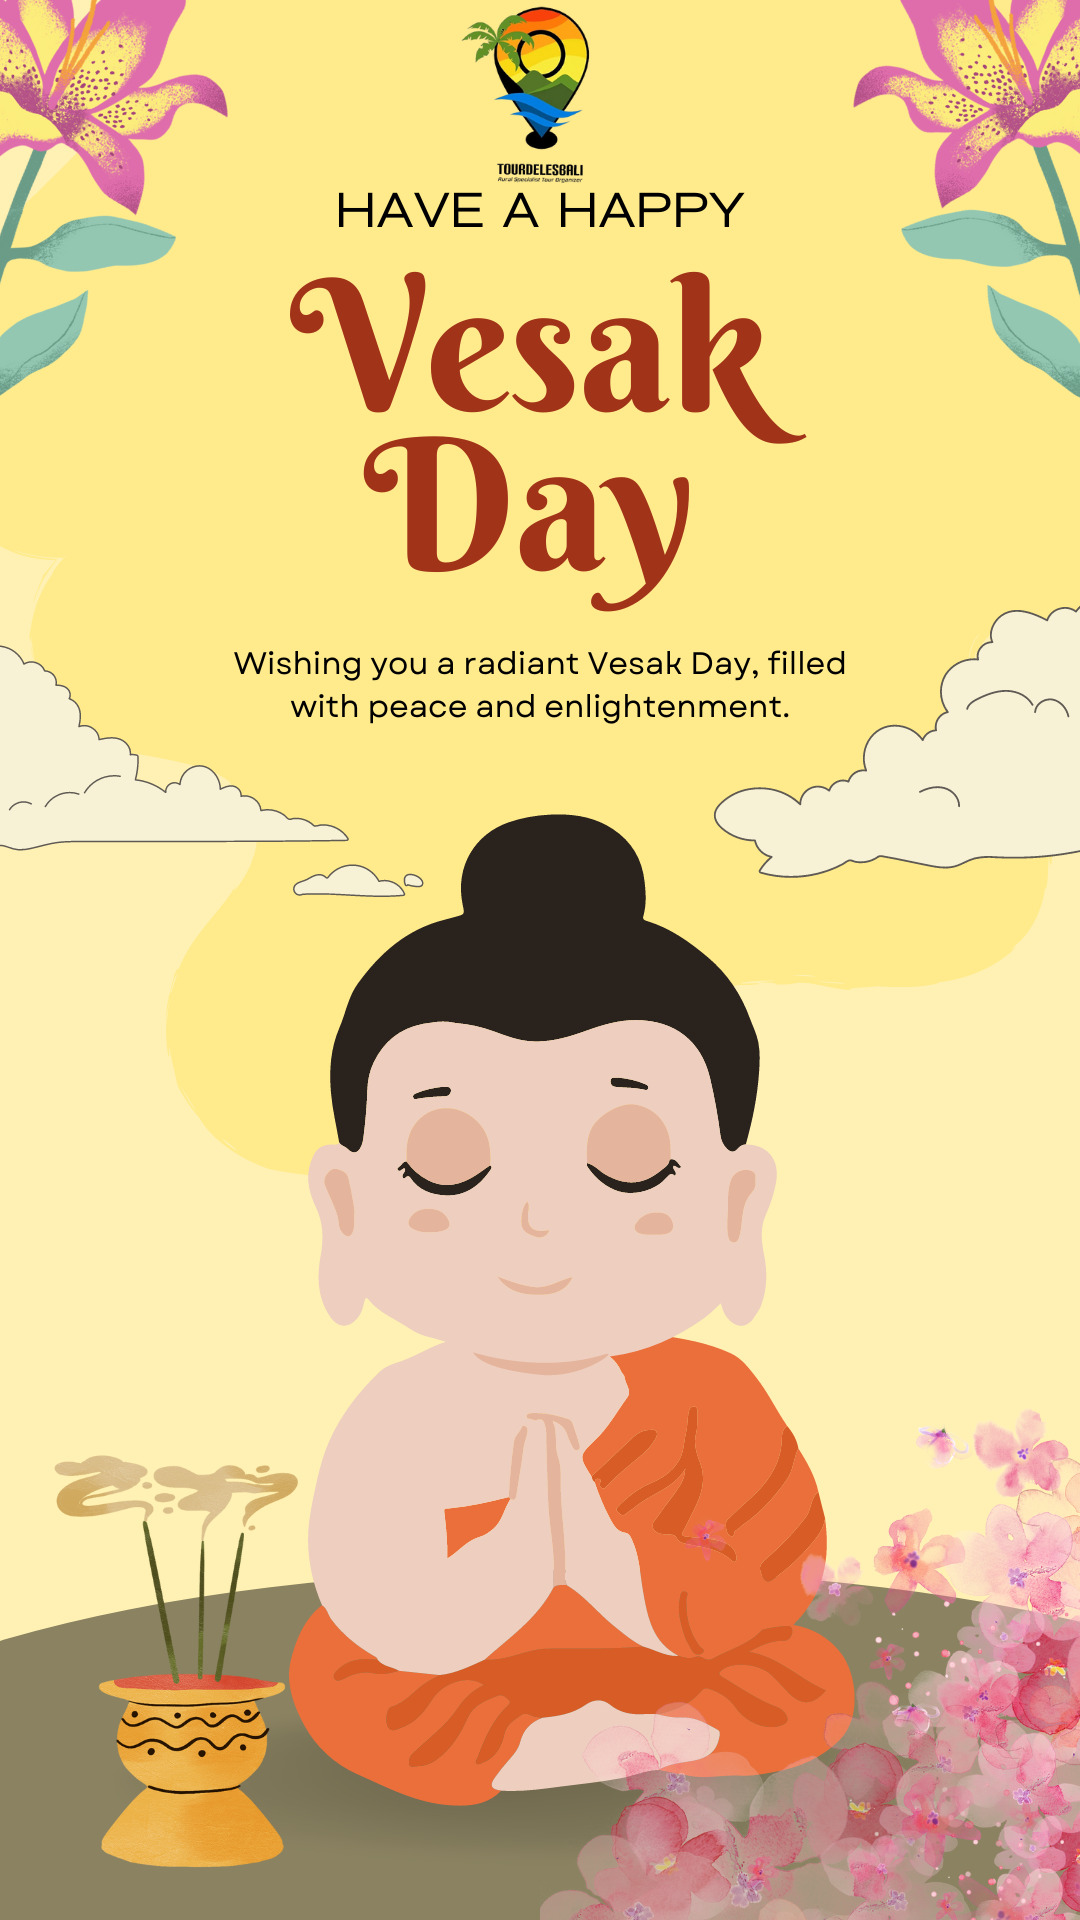 TOURDELESBALI
Rural Specialist Tour Organizer
HAVE A HAPPY
Vesak
Day
Wishing you a radiant Vesak Day, filled
with peace and enlightenment.